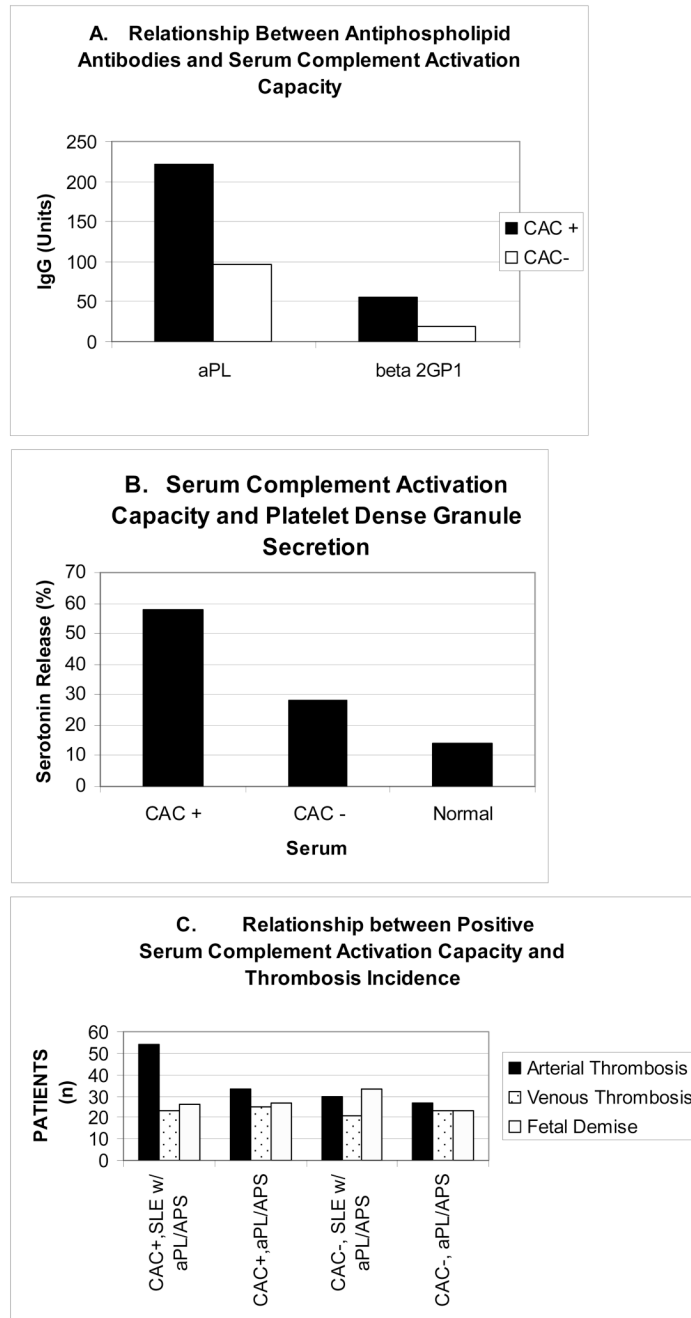 A. Relationship Between Antiphospholipid
Antibodies and Serum Complement Activation
Capacity
250
200
150
100
50
0
IgG (Units)
aPL
beta 2GP1
CAC +
CAC-
B. Serum Complement Activation
Capacity and Platelet Dense Granule
Secretion
70
60
50
40
30
20
10
0
Serotonin Release (%)
CAC +
CAC -
Normal
Serum
C. Relationship between Positive
Serum Complement Activation Capacity and
Thrombosis Incidence
60
50
40
30
20
10
0
PATIENTS
(n)
CAC+,SLE w/
aPL/APS
CAC+,aPL/APS
CAC-, SLE w/
aPL/APS
CAC-, aPL/APS
Arterial Thrombosis
Venous Thrombosis
Fetal Demise